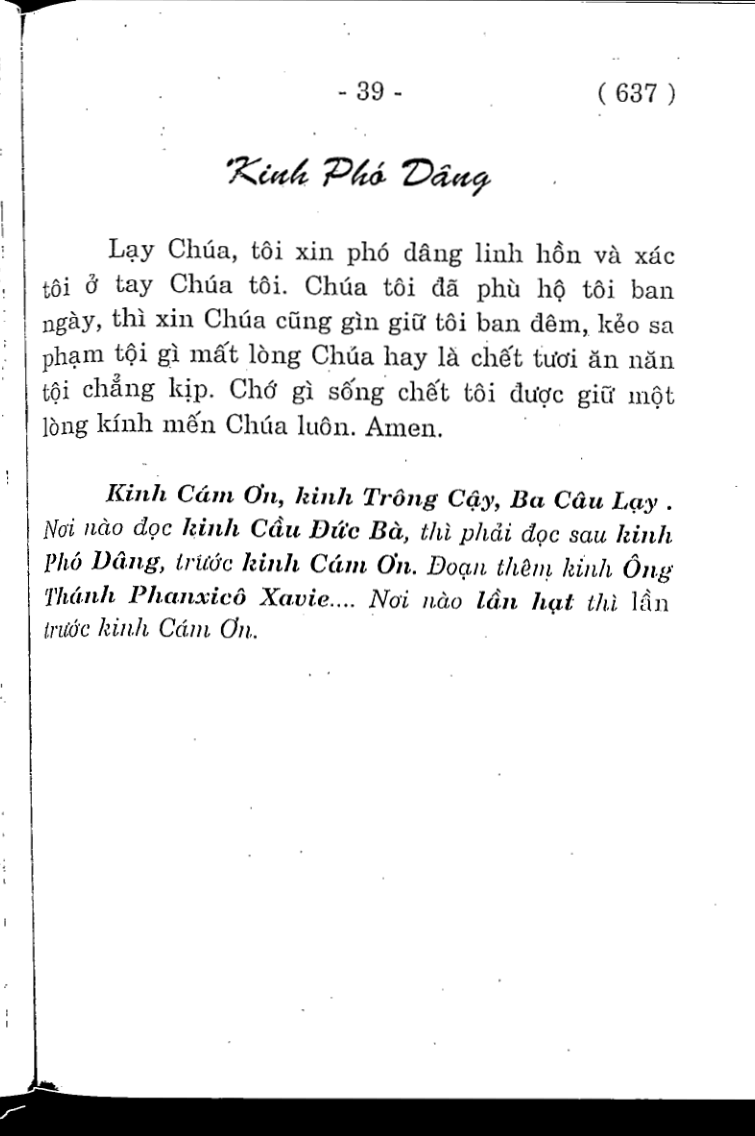 - 39 -
( 637 )
Kinh Phó Dâng
Lạy Chúa, tôi xin phó dâng linh hồn và xác
tôi ở tay Chúa tôi. Chúa tôi đã phù hộ tôi ban
ngày, thì xin Chúa cũng gìn giữ tôi ban đêm, kẻo sa
phạm tội gì mất lòng Chúa hay là chết tươi ăn năn
tội chẳng kịp. Chớ gì sống chết tôi được giữ một
lòng kính mến Chúa luôn. Amen.
Kinh Cám Ơn, kinh Trông Cậy, Ba Câu Lạy .
Nơi nào đọc kinh Cầu Đức Bà, thì phải đọc sau kinh
Phó Dâng, trước kinh Cám Ơn. Đoạn thêm kinh Ông
Thánh Phanxicô Xavie.... Nơi nào lần hạt thì lần
trước kinh Cám Ơn.